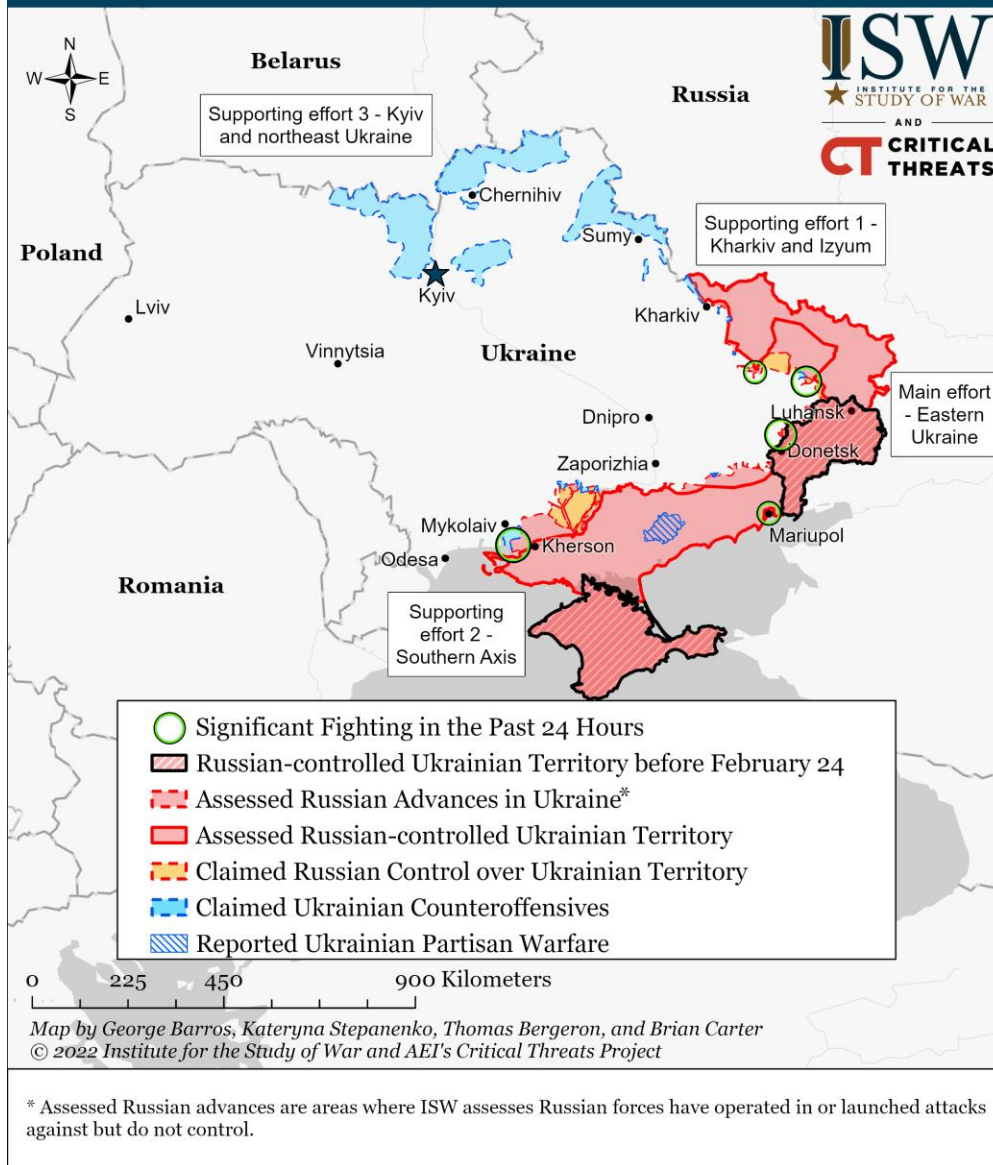 N
W E
S
Belarus
Russia
ISW
INSTITUTE FOR THE
STUDY OF WAR
AND
CT CRITICAL
THREATS
Supporting effort 3 - Kyiv
and northeast Ukraine
Chernihiv
Sumy
Supporting effort 1 -
Kharkiv and Izyum
Poland
Kyiv
Lviv
Kharkiv
Vinnytsia
Ukraine
Main effort
- Eastern
Ukraine
Dnipro
Luhansk
Donetsk
Zaporizhia
Mykolaiv
Kherson
Mariupol
Odesa
Romania
Supporting
effort 2 -
Southern Axis
Significant Fighting in the Past 24 Hours
Russian-controlled Ukrainian Territory before February 24
Assessed Russian Advances in Ukraine*
Assessed Russian-controlled Ukrainian Territory
Claimed Russian Control over Ukrainian Territory
Claimed Ukrainian Counteroffensives
Reported Ukrainian Partisan Warfare
0 225 450 900 Kilometers
Map by George Barros, Kateryna Stepanenko, Thomas Bergeron, and Brian Carter
© 2022 Institute for the Study of War and AEI's Critical Threats Project
* Assessed Russian advances are areas where ISW assesses Russian forces have operated in or launched attacks
against but do not control.